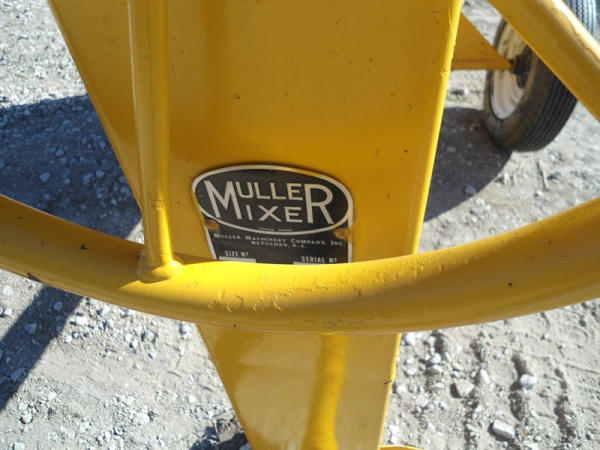 MULLER
MIXER
TRADE MARK
MULLER MACHINERY COMPANY, INC.
METUCHEN, N. J.
SIZE Nº SERIAL Nº